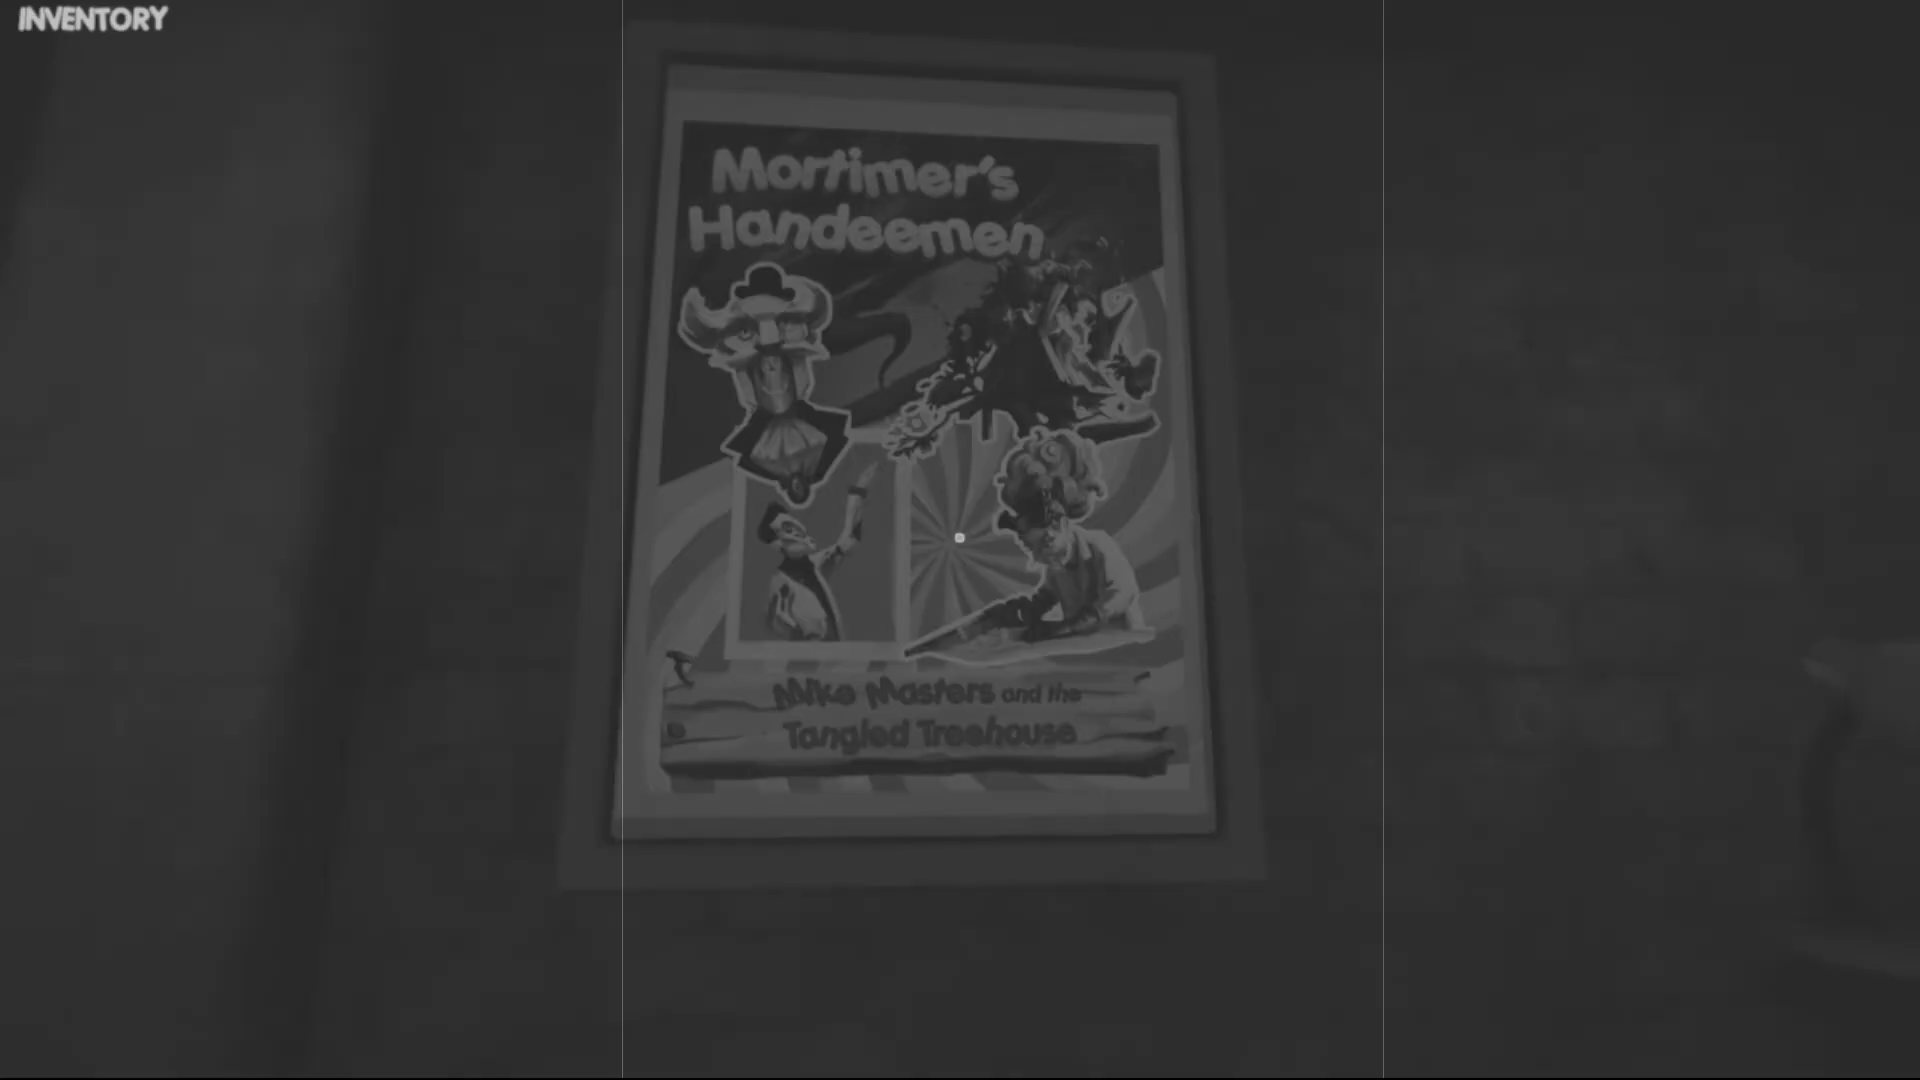 INVENTORY
Mortimer's
Handeemen
Mike Masters and the
Tangled Treehouse